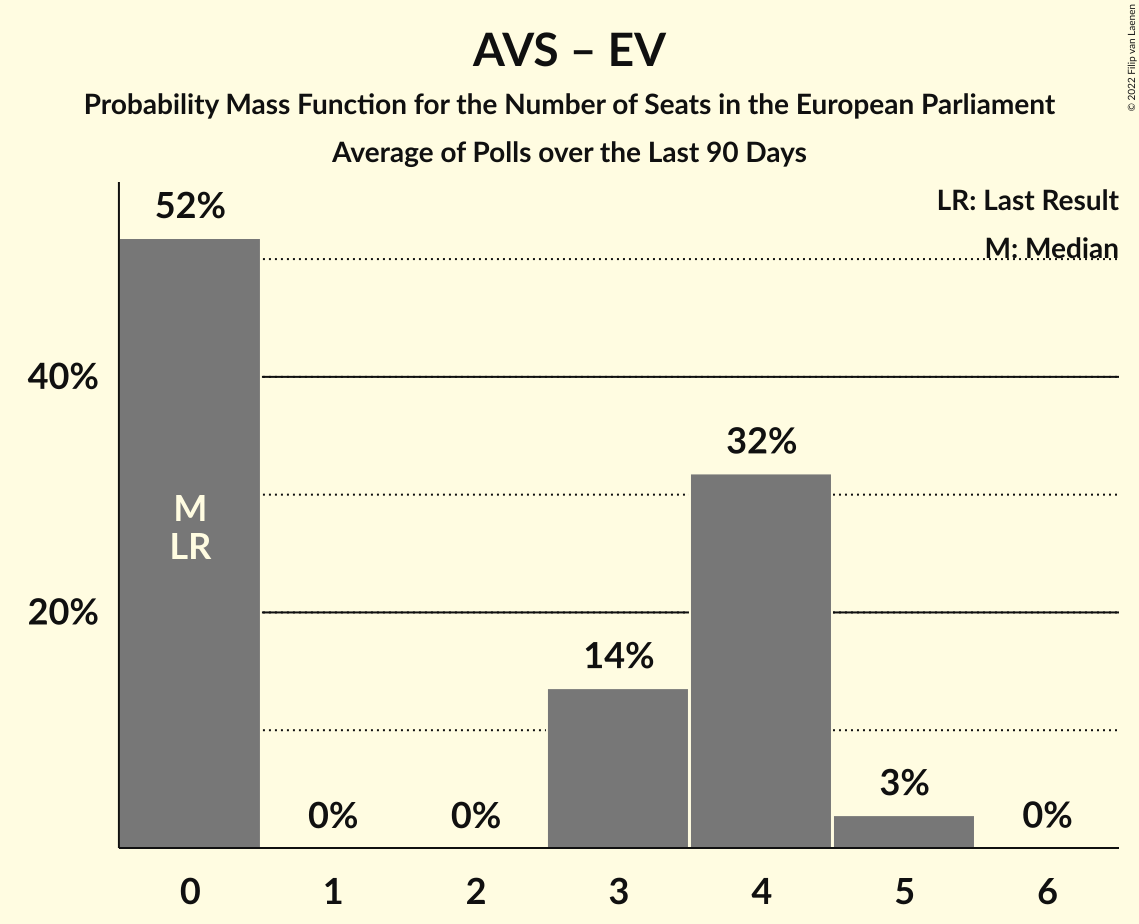 AVS – EV
Probability Mass Function for the Number of Seats in the European Parliament
Average of Polls over the Last 90 Days
© 2022 Filip van Laenen
LR: Last Result
M: Median
52%
40%
32%
M
LR
20%
14%
3%
0%
0%
0%
0
1
2
3
4
5
6